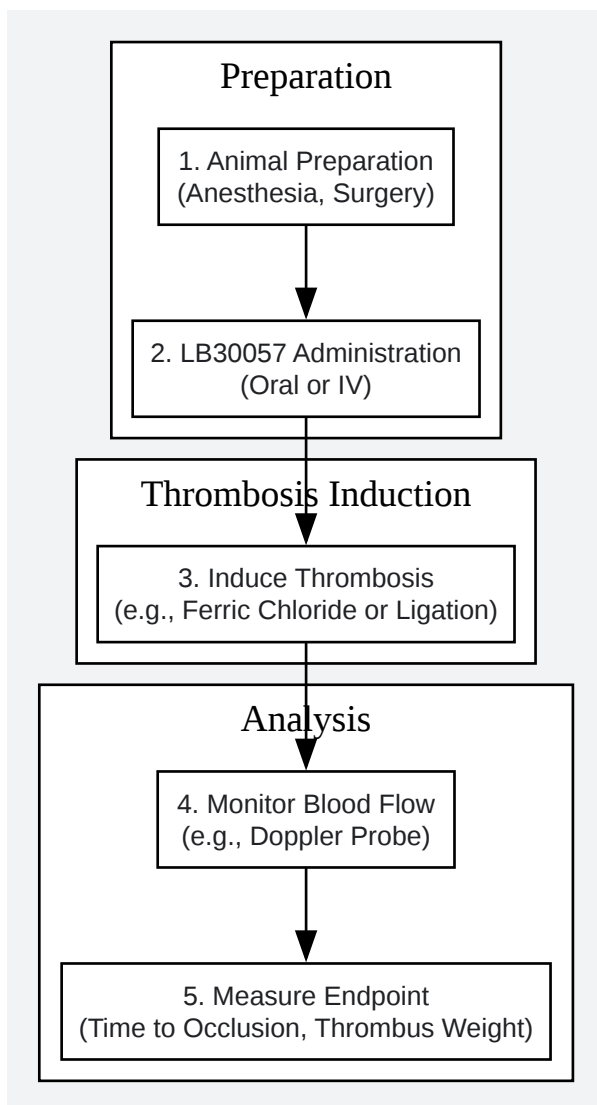 Preparation
1. Animal Preparation
(Anesthesia, Surgery)
2. LB30057 Administration
(Oral or IV)
Thrombosis Induction
3. Induce Thrombosis
(e.g., Ferric Chloride or Ligation)
Analysis
4. Monitor Blood Flow
(e.g., Doppler Probe)
5. Measure Endpoint
(Time to Occlusion, Thrombus Weight)